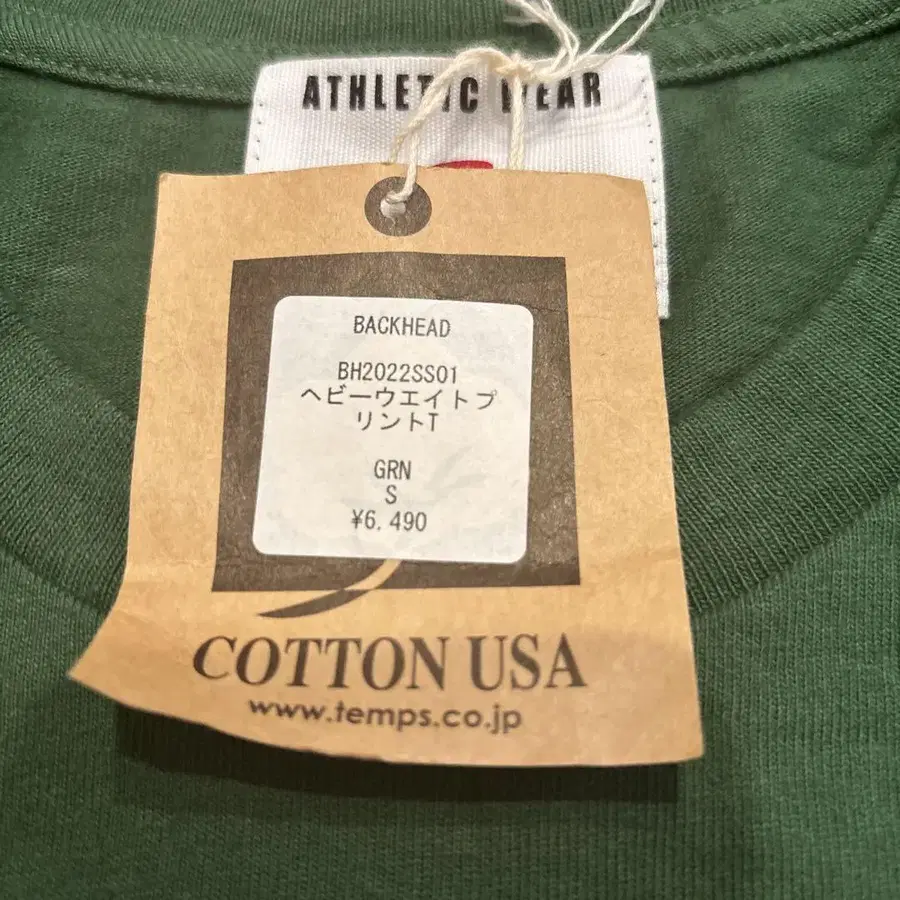 ATHLETIC WEAR
BACKHEAD
BH2022SS01
ヘビーウエイトプ
リントT
GRN
S
¥6,490
COTTON USA
www.temps.co.jp